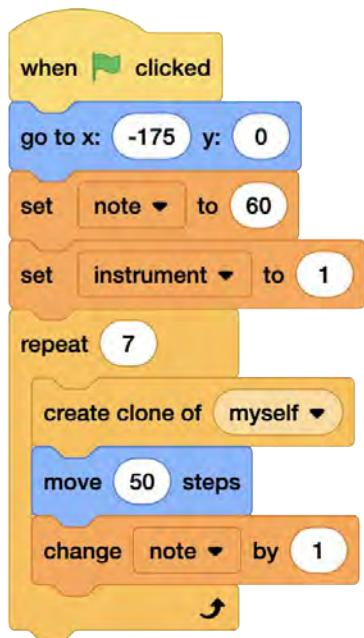 when clicked
go to x: -175 y: 0
set note to 60
set instrument to 1
repeat 7
create clone of myself
move 50 steps
change note by 1